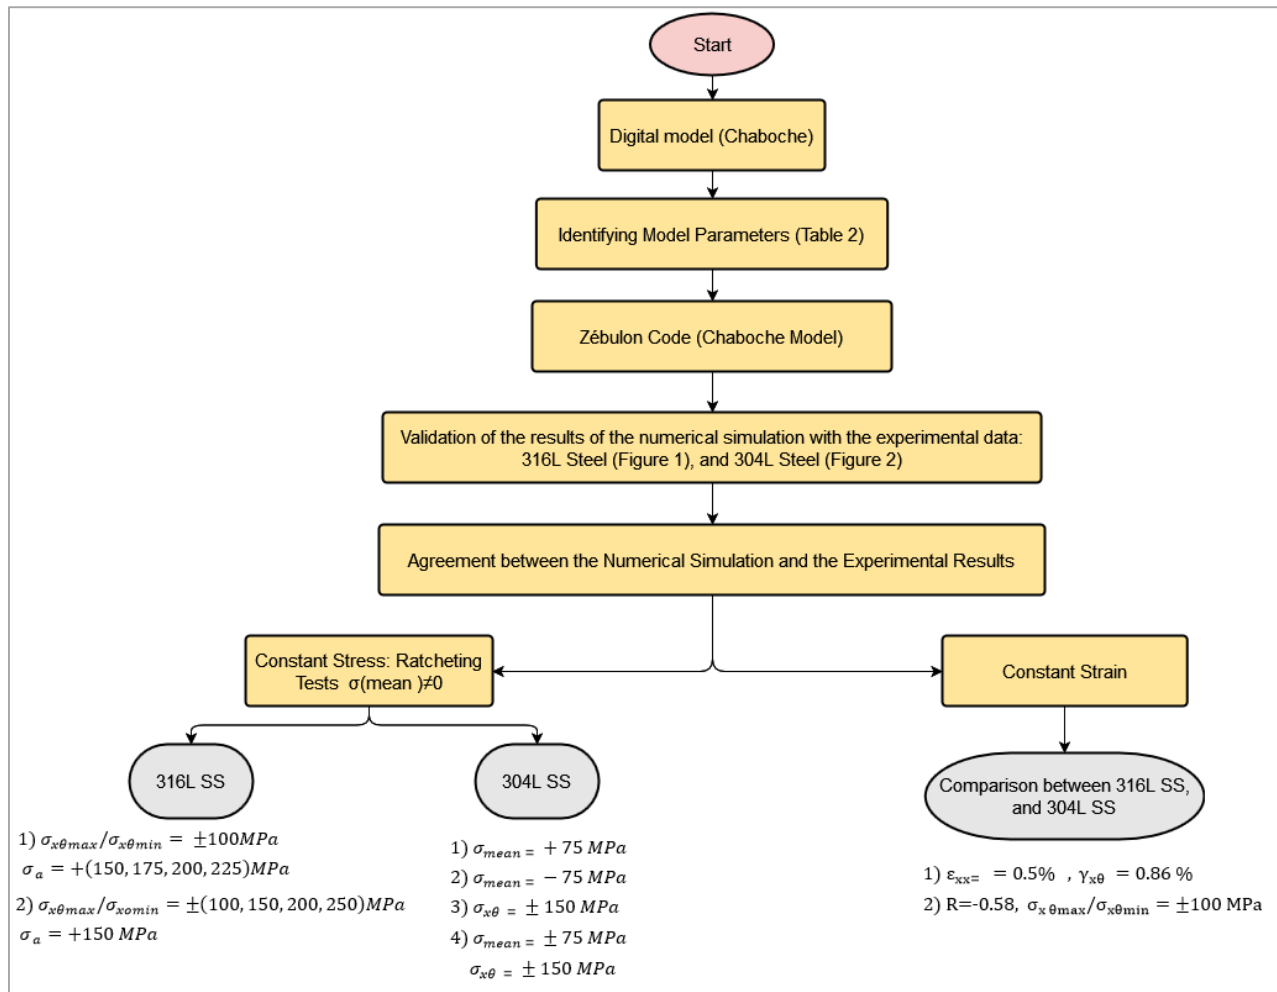 Start
Digital model (Chaboche)
Identifying Model Parameters (Table 2)
Zébulon Code (Chaboche Model)
Validation of the results of the numerical simulation with the experimental data:
316L Steel (Figure 1), and 304L Steel (Figure 2)
Agreement between the Numerical Simulation and the Experimental Results
Constant Stress: Ratcheting
Tests σ(mean )≠0
Constant Strain
316L SS
304L SS
Comparison between 316L SS,
and 304L SS
1) σxθmax/σxθmin = ±100MPa
σa = +(150, 175, 200, 225)MPa
2) σxθmax/σxomin = ±(100, 150, 200, 250)MPa
σa = +150 MPa
1) σmean = + 75 MPa
2) σmean = − 75 MPa
3) σxθ = ± 150 MPa
4) σmean = ± 75 MPa
σxθ = ± 150 MPa
1) εxx= = 0.5% , γxθ = 0.86 %
2) R=-0.58, σxθmax/σxθmin = ±100 MPa